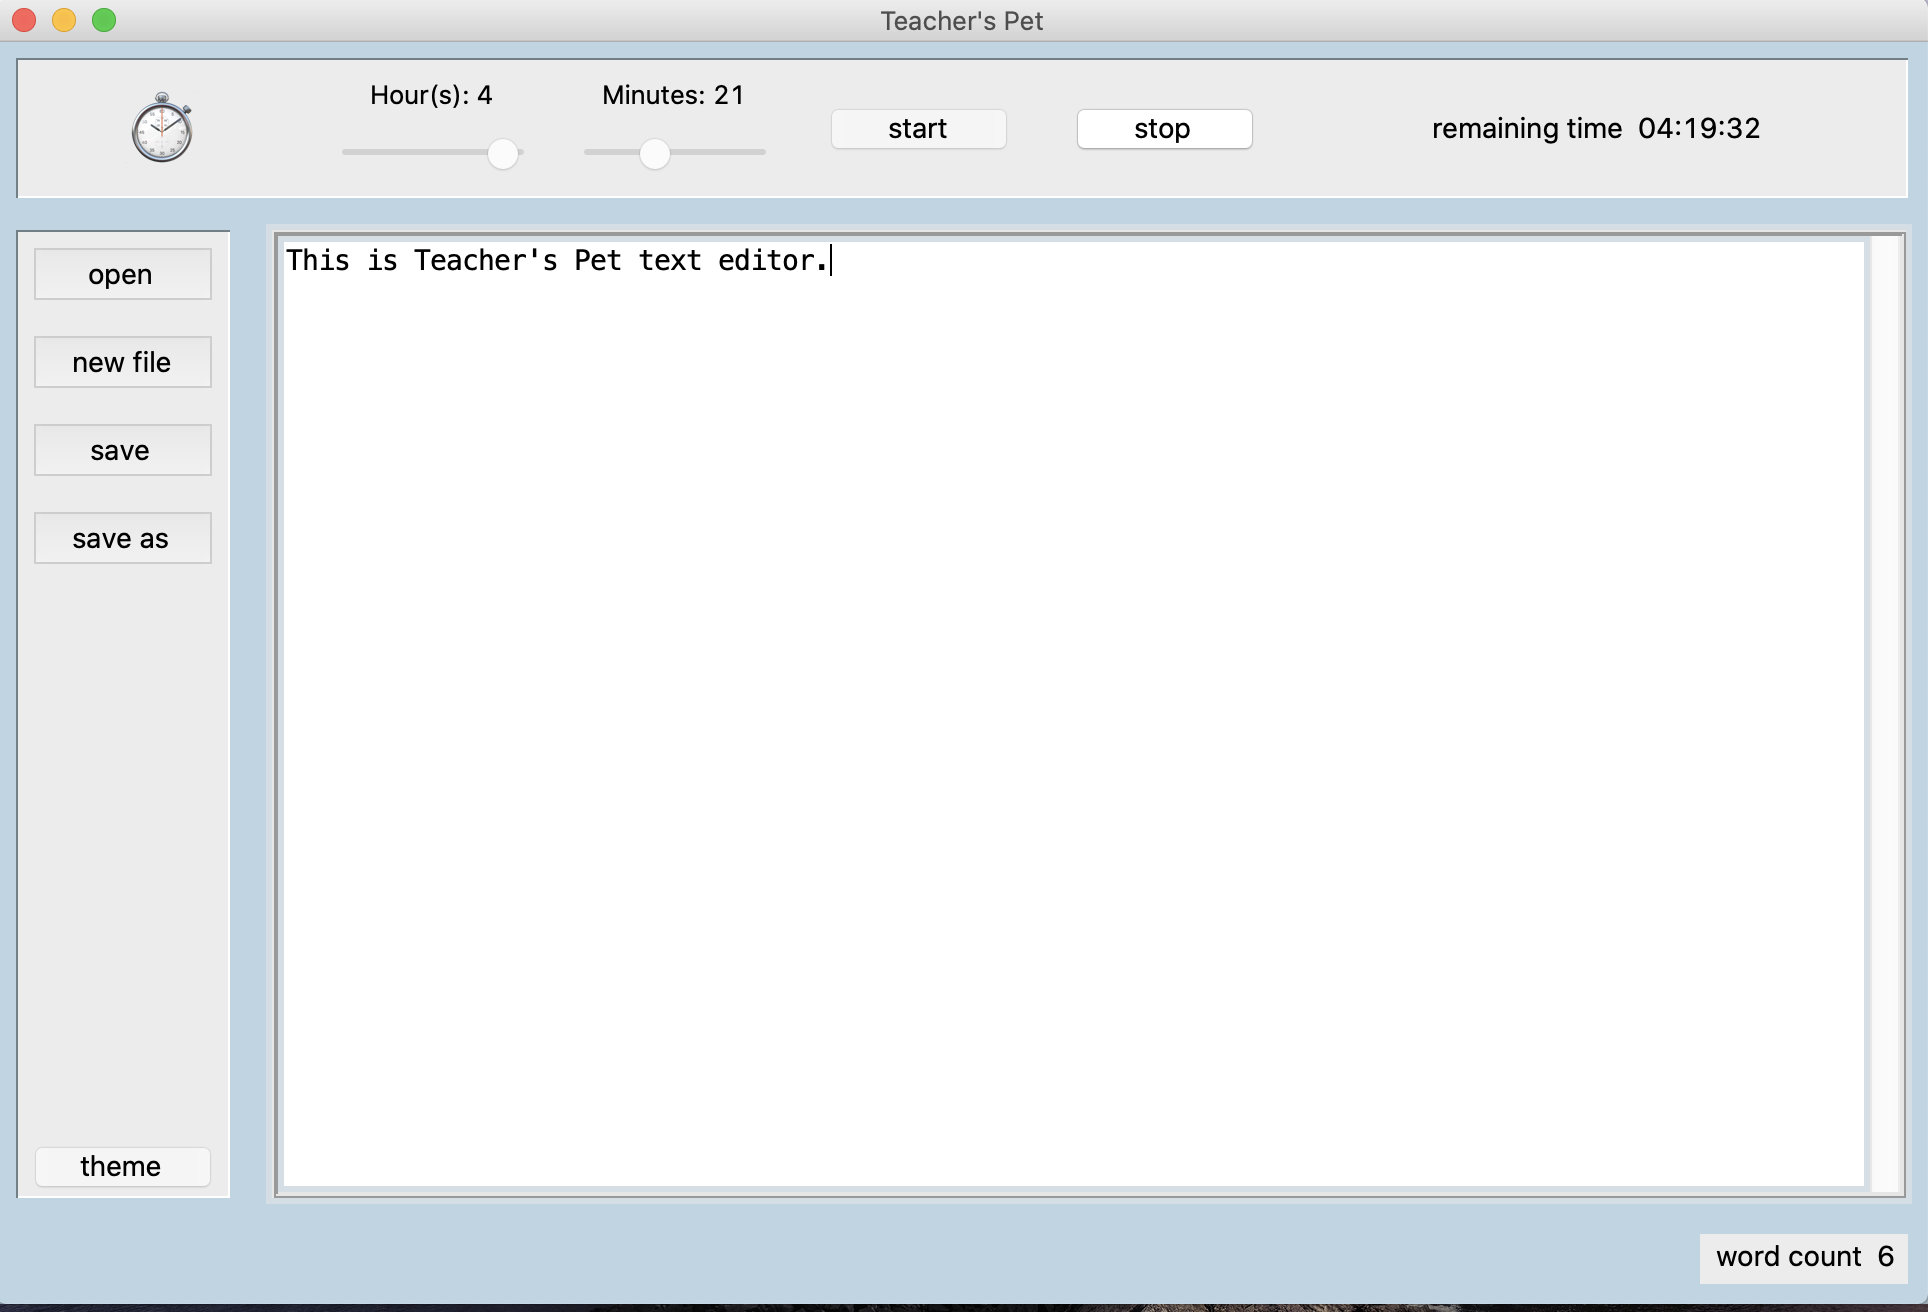 Teacher's Pet
Hour(s): 4
Minutes: 21
start
stop
remaining time 04:19:32
open
new file
save
save as
theme
This is Teacher's Pet text editor.
word count 6